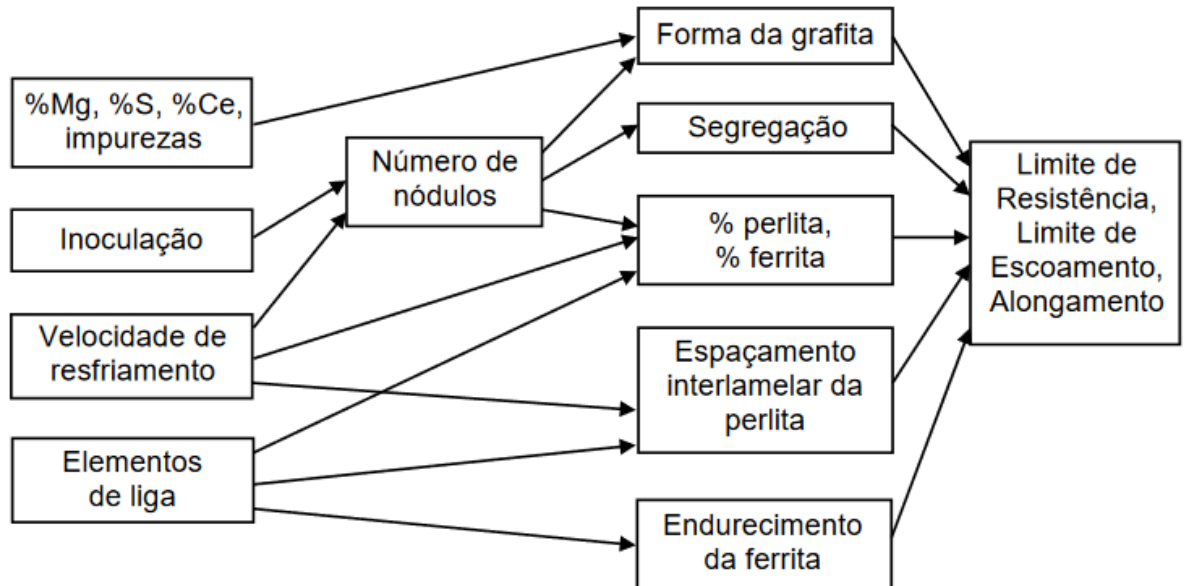 %Mg, %S, %Ce,
impurezas
Inoculação
Velocidade de
resfriamento
Elementos
de liga
Número de
nódulos
Forma da grafita
Segregação
% perlita,
% ferrita
Espaçamento
interlamelar da
perlita
Endurecimento
da ferrita
Limite de
Resistência,
Limite de
Escoamento,
Alongamento